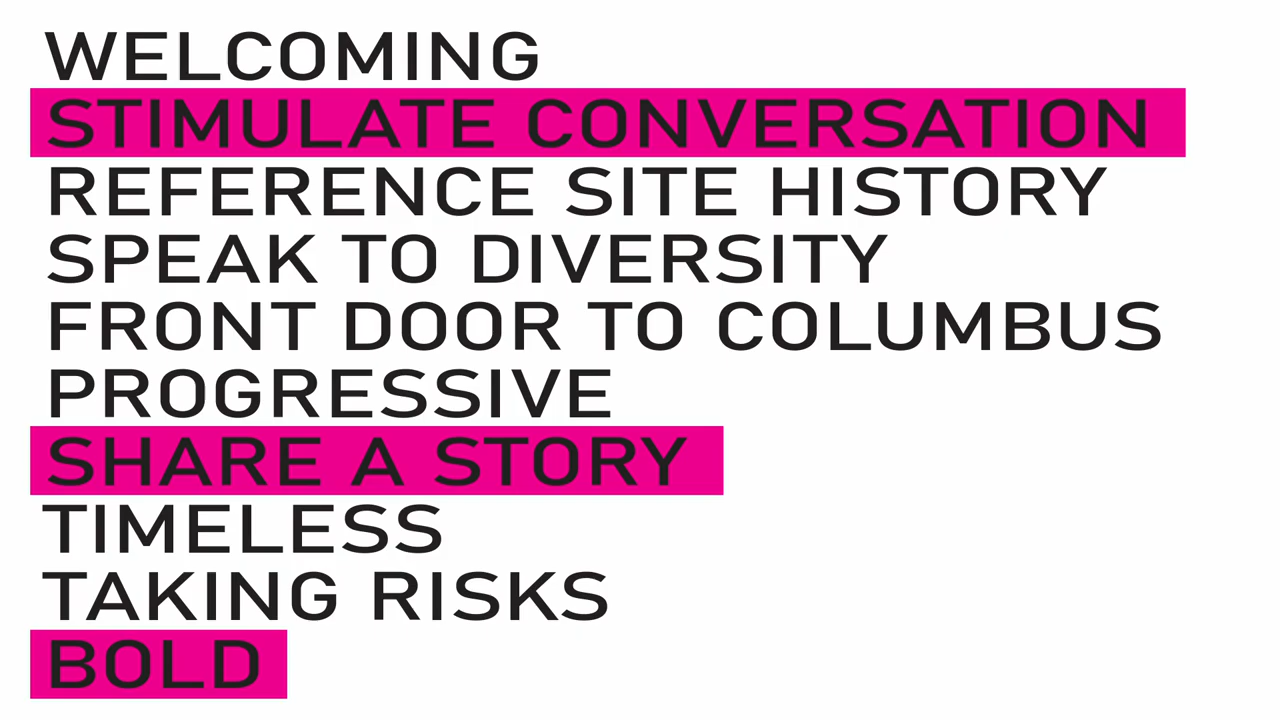 WELCOMING
STIMULATE CONVERSATION
REFERENCE SITE HISTORY
SPEAK TO DIVERSITY
FRONT DOOR TO COLUMBUS
PROGRESSIVE
SHARE A STORY
TIMELESS
TAKING RISKS
BOLD